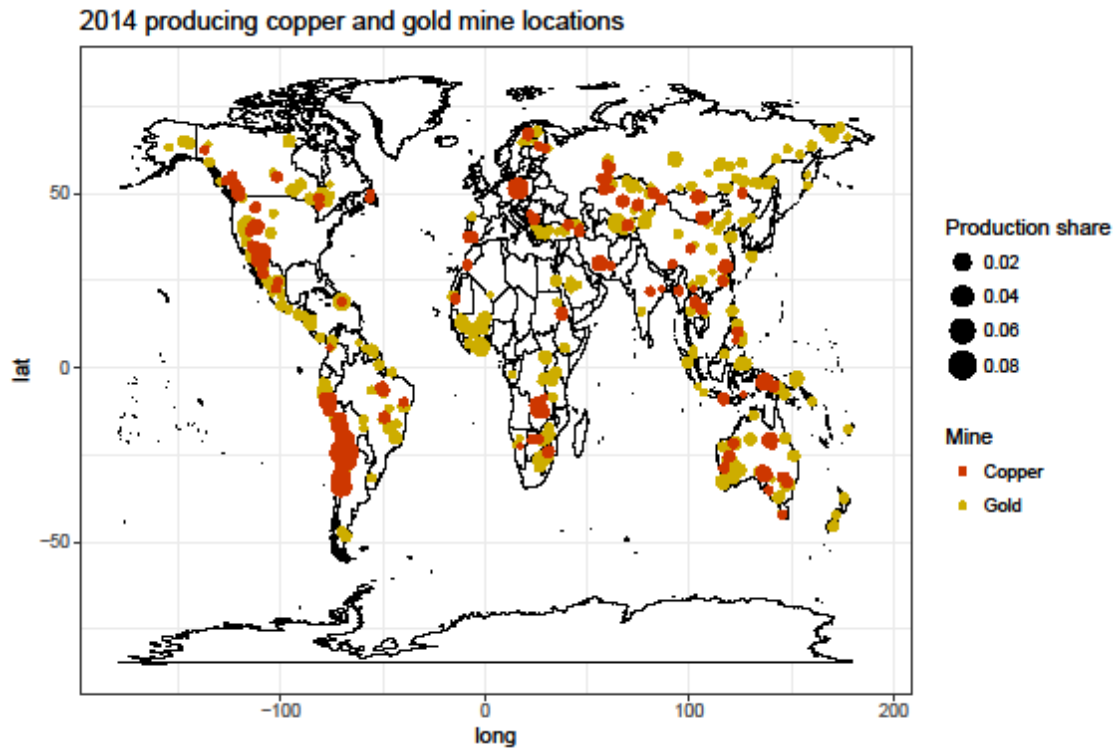 2014 producing copper and gold mine locations
lat
50
0
−50
−100
0
100
200
long
Production share
0.02
0.04
0.06
0.08
Mine
Copper
Gold